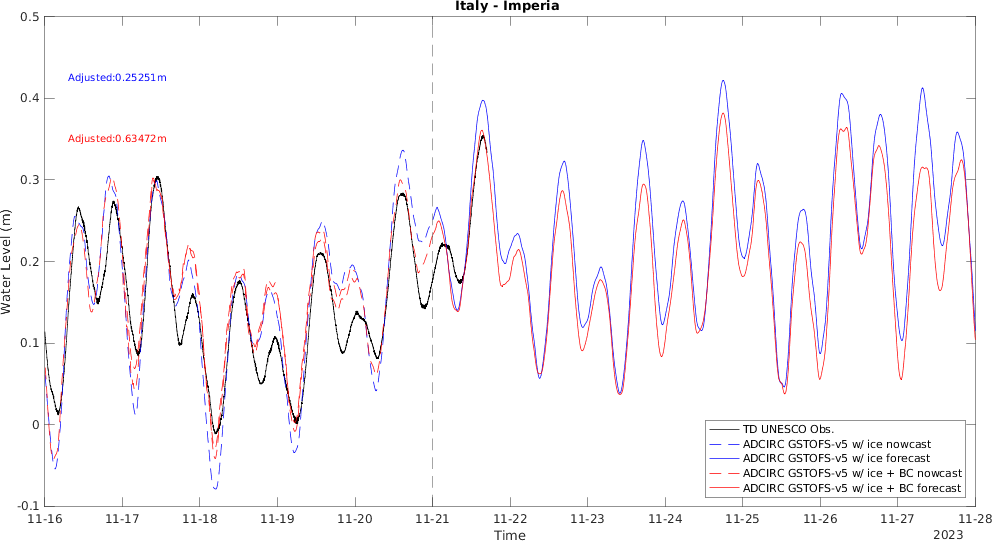 Italy - Imperia
0.5
0.4
0.3
0.2
0.1
0
-0.1
Water Level (m)
Adjusted:0.25251m
Adjusted:0.63472m
TD UNESCO Obs.
ADCIRC GSTOFS-v5 w/ ice nowcast
ADCIRC GSTOFS-v5 w/ ice forecast
ADCIRC GSTOFS-v5 w/ ice + BC nowcast
ADCIRC GSTOFS-v5 w/ ice + BC forecast
11-16 11-17 11-18 11-19 11-20 11-21 11-22 11-23 11-24 11-25 11-26 11-27 11-28
Time
2023